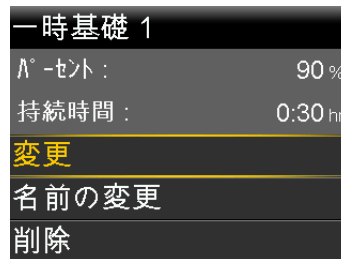 一時基礎 1
ﾊﾟｰｾﾝﾄ : 90 %
持続時間 : 0:30 hr
変更
名前の変更
削除